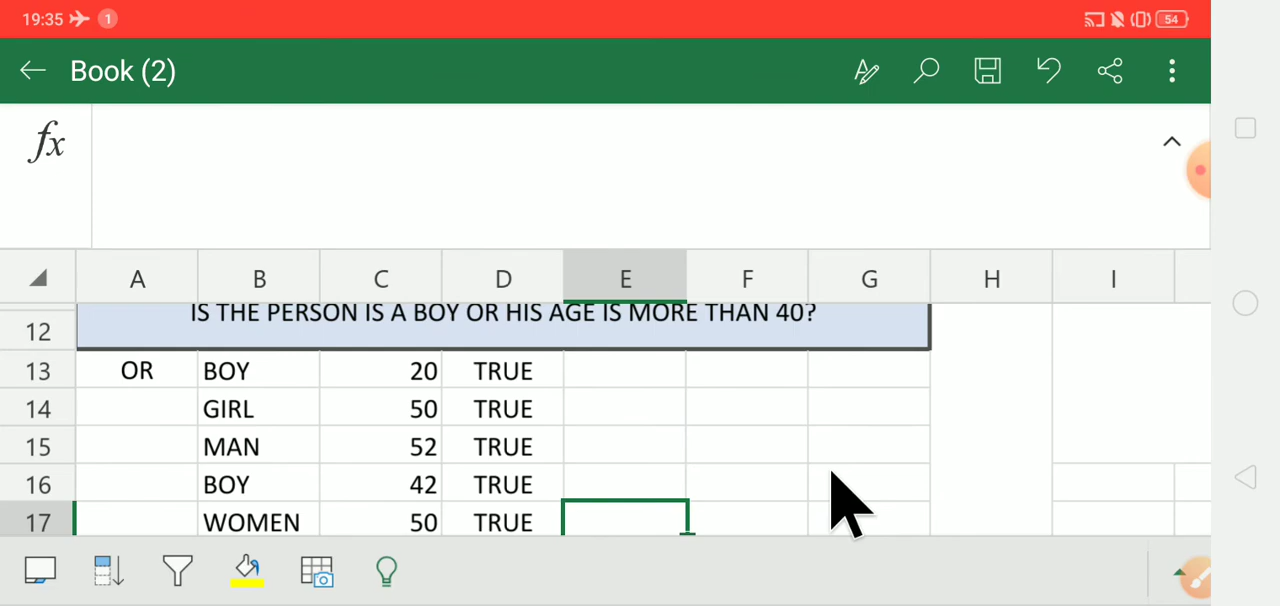 19:35 1 54
Book (2)
fx
A B C D E F G H I
12 IS THE PERSON IS A BOY OR HIS AGE IS MORE THAN 40?
13 OR BOY 20 TRUE
14 GIRL 50 TRUE
15 MAN 52 TRUE
16 BOY 42 TRUE
17 WOMEN 50 TRUE